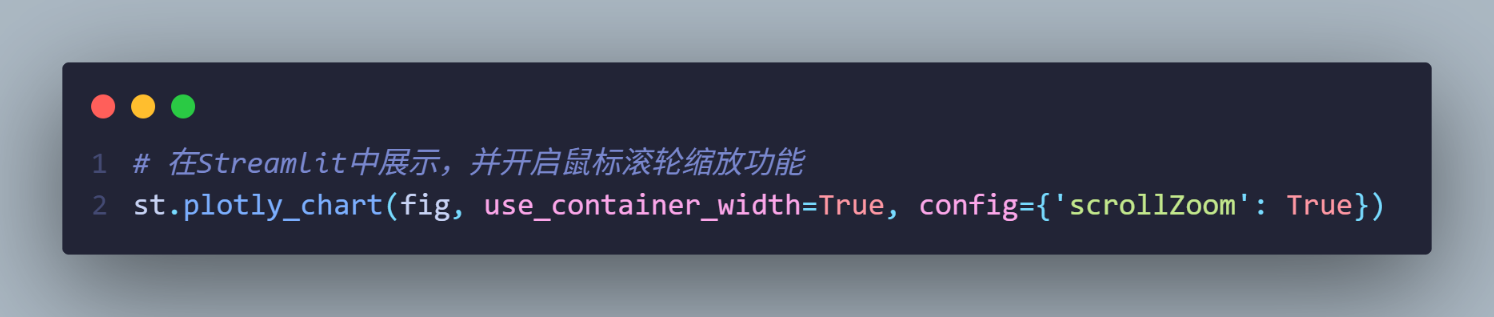 1 # 在Streamlit中展示，并开启鼠标滚轮缩放功能
2 st.plotly_chart(fig, use_container_width=True, config={'scrollZoom': True})